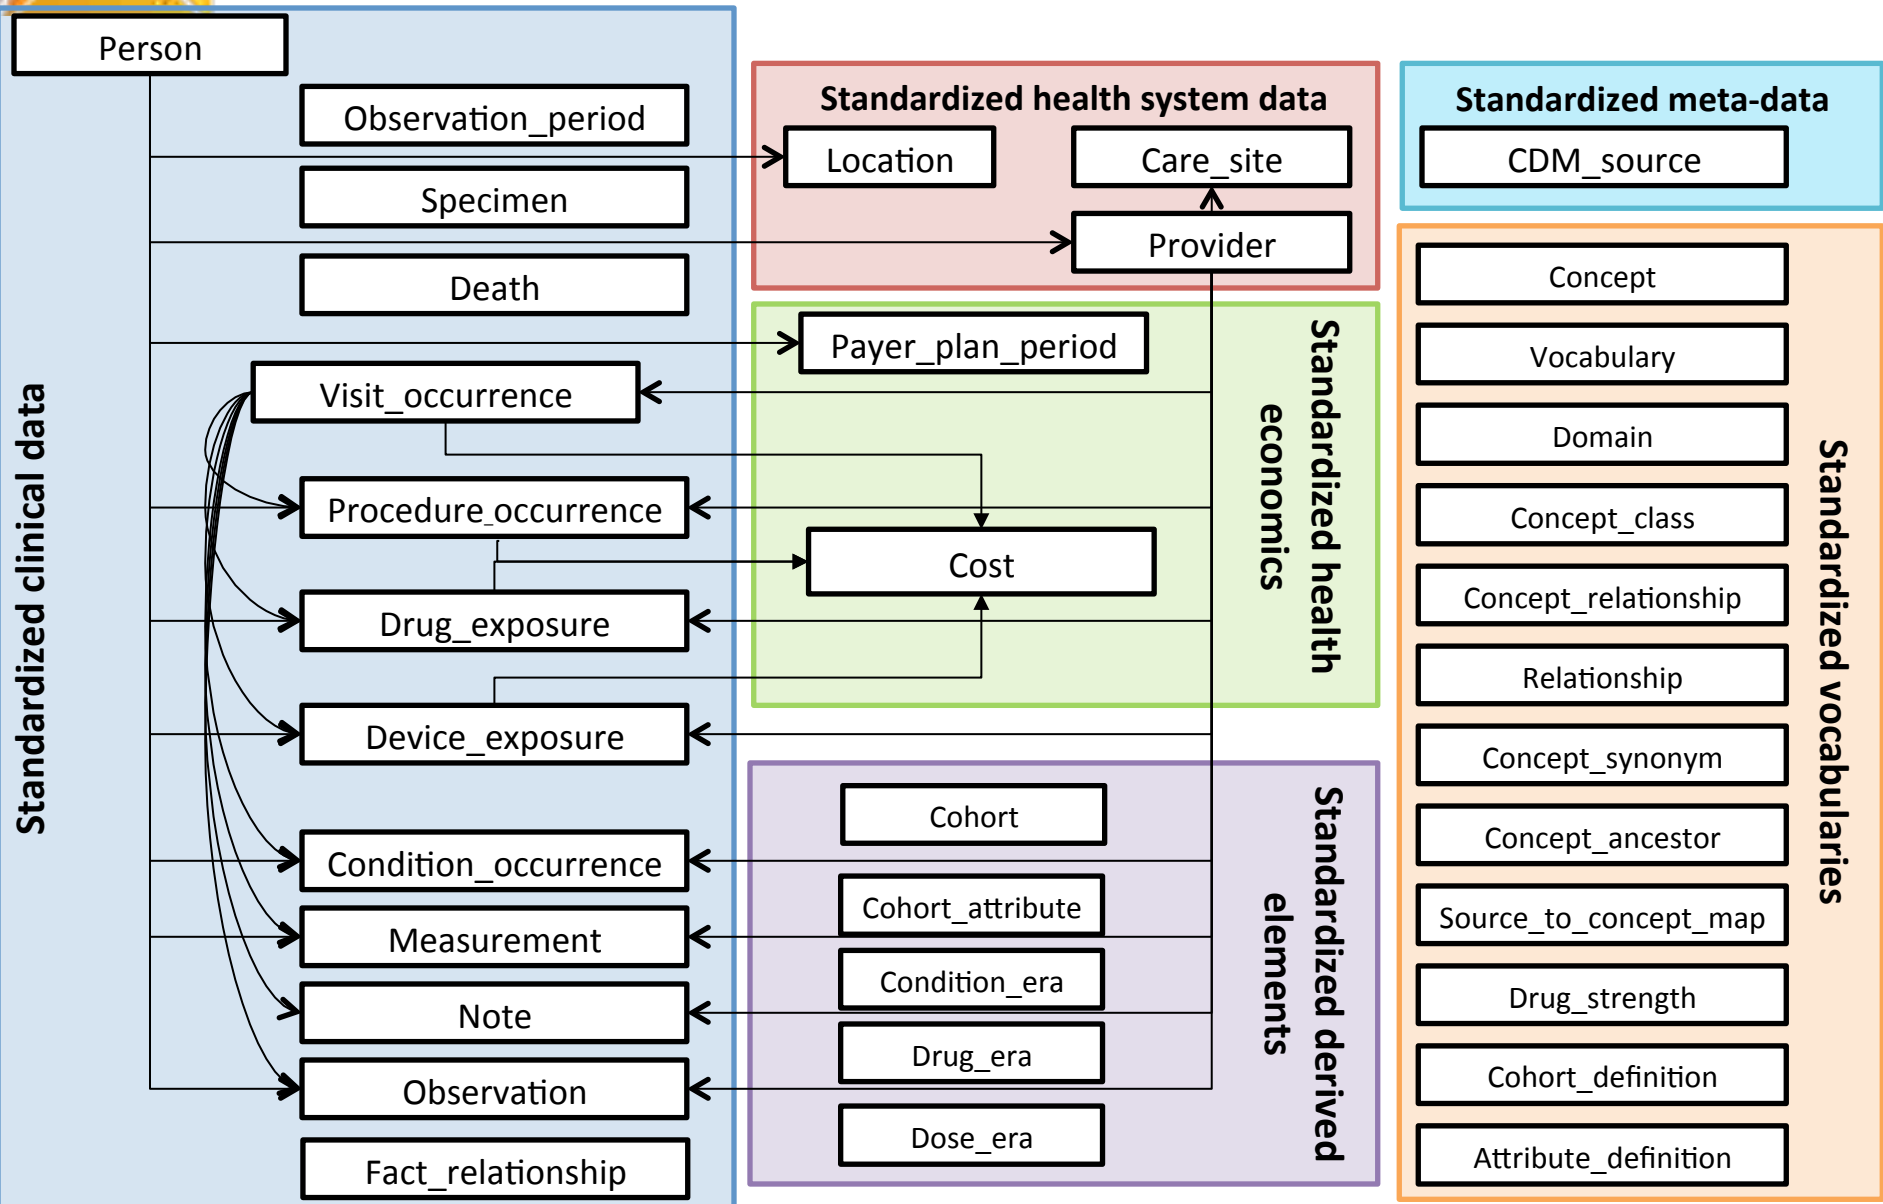 Person
Observation_period
Specimen
Death
Visit_occurrence
Procedure_occurrence
Drug_exposure
Device_exposure
Condition_occurrence
Measurement
Note
Observation
Fact_relationship
Standardized clinical data
Standardized health system data
Location
Care_site
Provider
Payer_plan_period
Cost
Standardized health
economics
Cohort
Cohort_attribute
Condition_era
Drug_era
Dose_era
Standardized derived
elements
Standardized meta-data
CDM_source
Concept
Vocabulary
Domain
Concept_class
Concept_relationship
Relationship
Concept_synonym
Concept_ancestor
Source_to_concept_map
Drug_strength
Cohort_definition
Attribute_definition
Standardized vocabularies